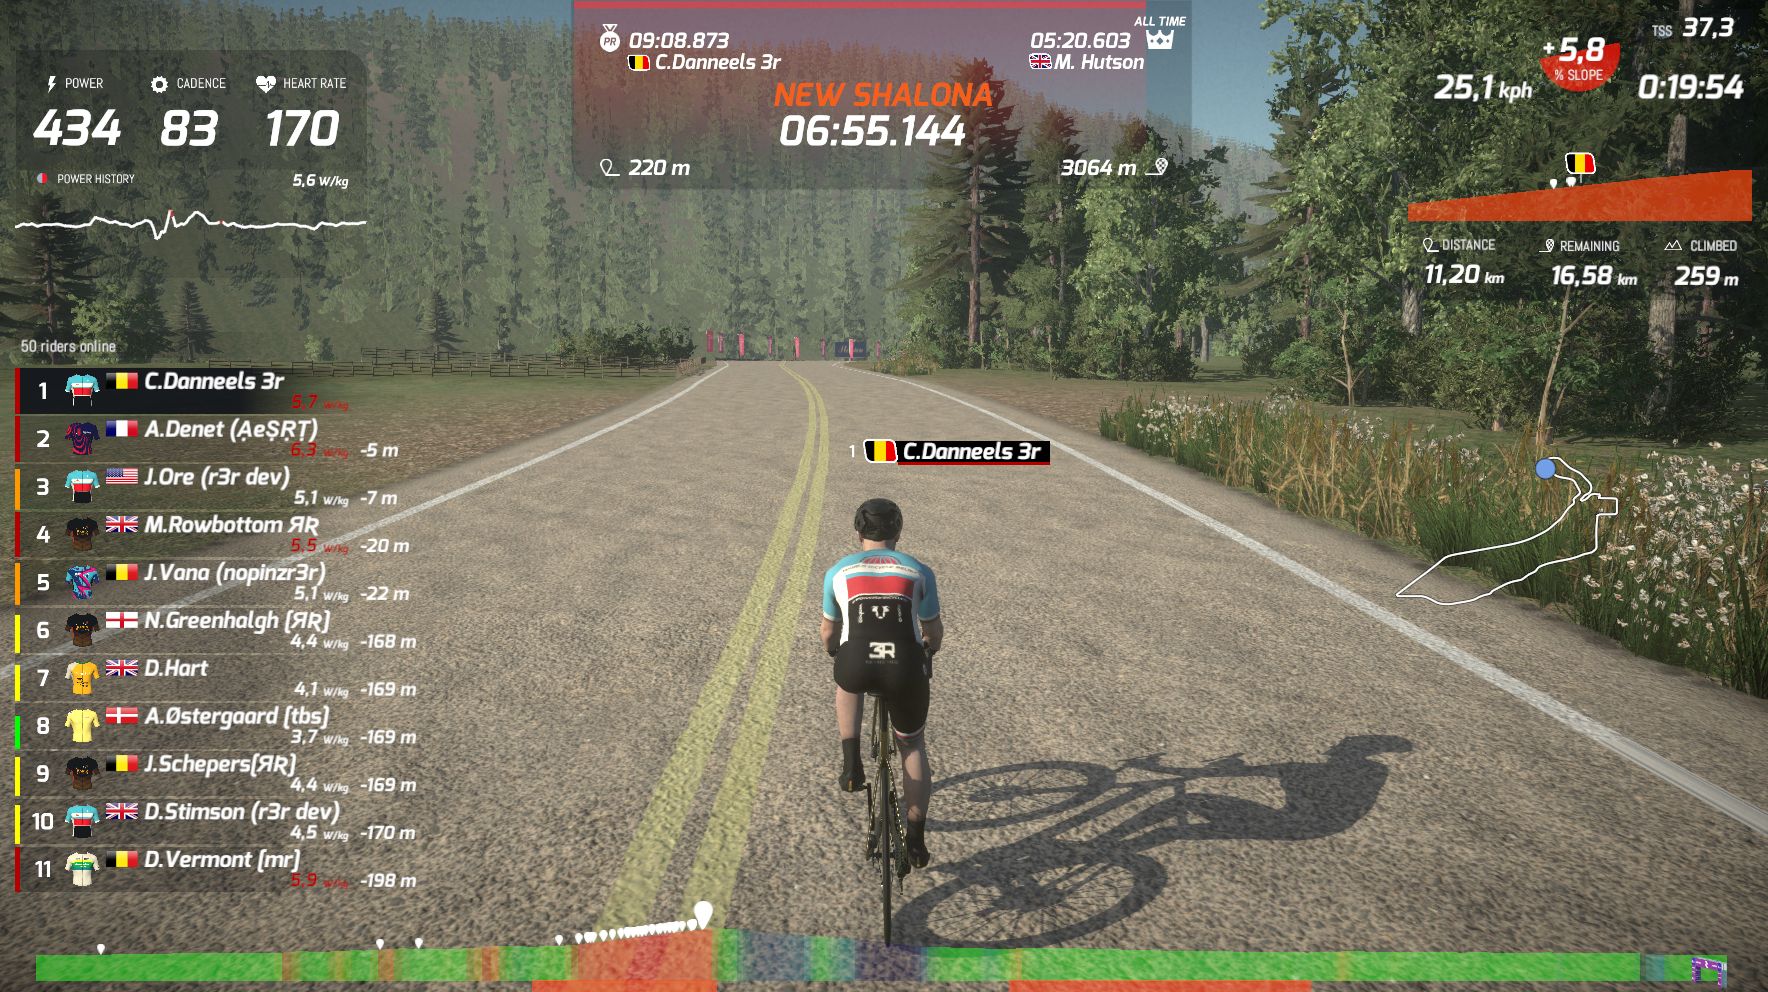 POWER CADENCE HEART RATE
434 83 170
POWER HISTORY 5,6 W/kg
PR 09:08.873
C.Danneels 3r
ALL TIME
05:20.603
M. Hutson
NEW SHALONA
06:55.144
220 m 3064 m
TSS 37,3
+5,8
% SLOPE
25,1 kph
0:19:54
DISTANCE REMAINING CLIMBED
11,20 km 16,58 km 259 m
50 riders online
1 C.Danneels 3r
5,7 W/kg
2 A.Denet (ẠeṢṚṬ)
6,3 W/kg -5 m
3 J.Ore (r3r dev)
5,1 W/kg -7 m
4 M.Rowbottom ЯR
5,5 W/kg -20 m
5 J.Vana (nopinzr3r)
5,1 W/kg -22 m
6 N.Greenhalgh [ЯR]
4,4 W/kg -168 m
7 D.Hart
4,1 W/kg -169 m
8 A.Østergaard [tbs]
3,7 W/kg -169 m
9 J.Schepers[ЯR]
4,4 W/kg -169 m
10 D.Stimson (r3r dev)
4,5 W/kg -170 m
11 D.Vermont [mr]
5,9 W/kg -198 m
1 C.Danneels 3r
3R